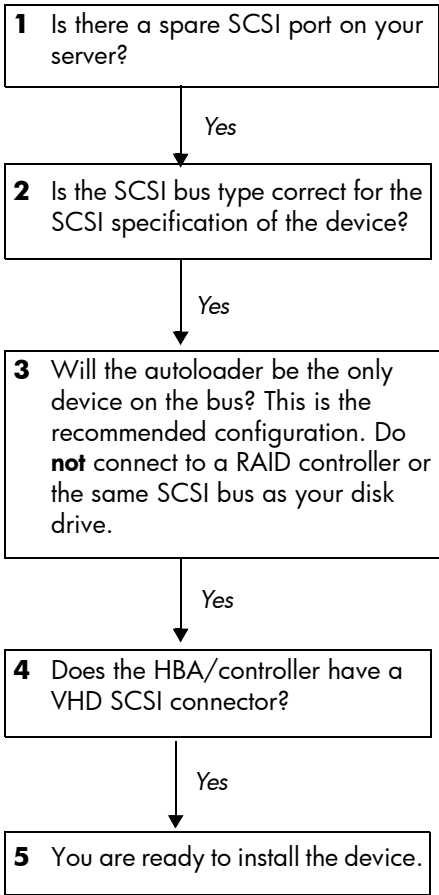 1 Is there a spare SCSI port on your
server?
Yes
2 Is the SCSI bus type correct for the
SCSI specification of the device?
Yes
3 Will the autoloader be the only
device on the bus? This is the
recommended configuration. Do
not connect to a RAID controller or
the same SCSI bus as your disk
drive.
Yes
4 Does the HBA/controller have a
VHD SCSI connector?
Yes
5 You are ready to install the device.